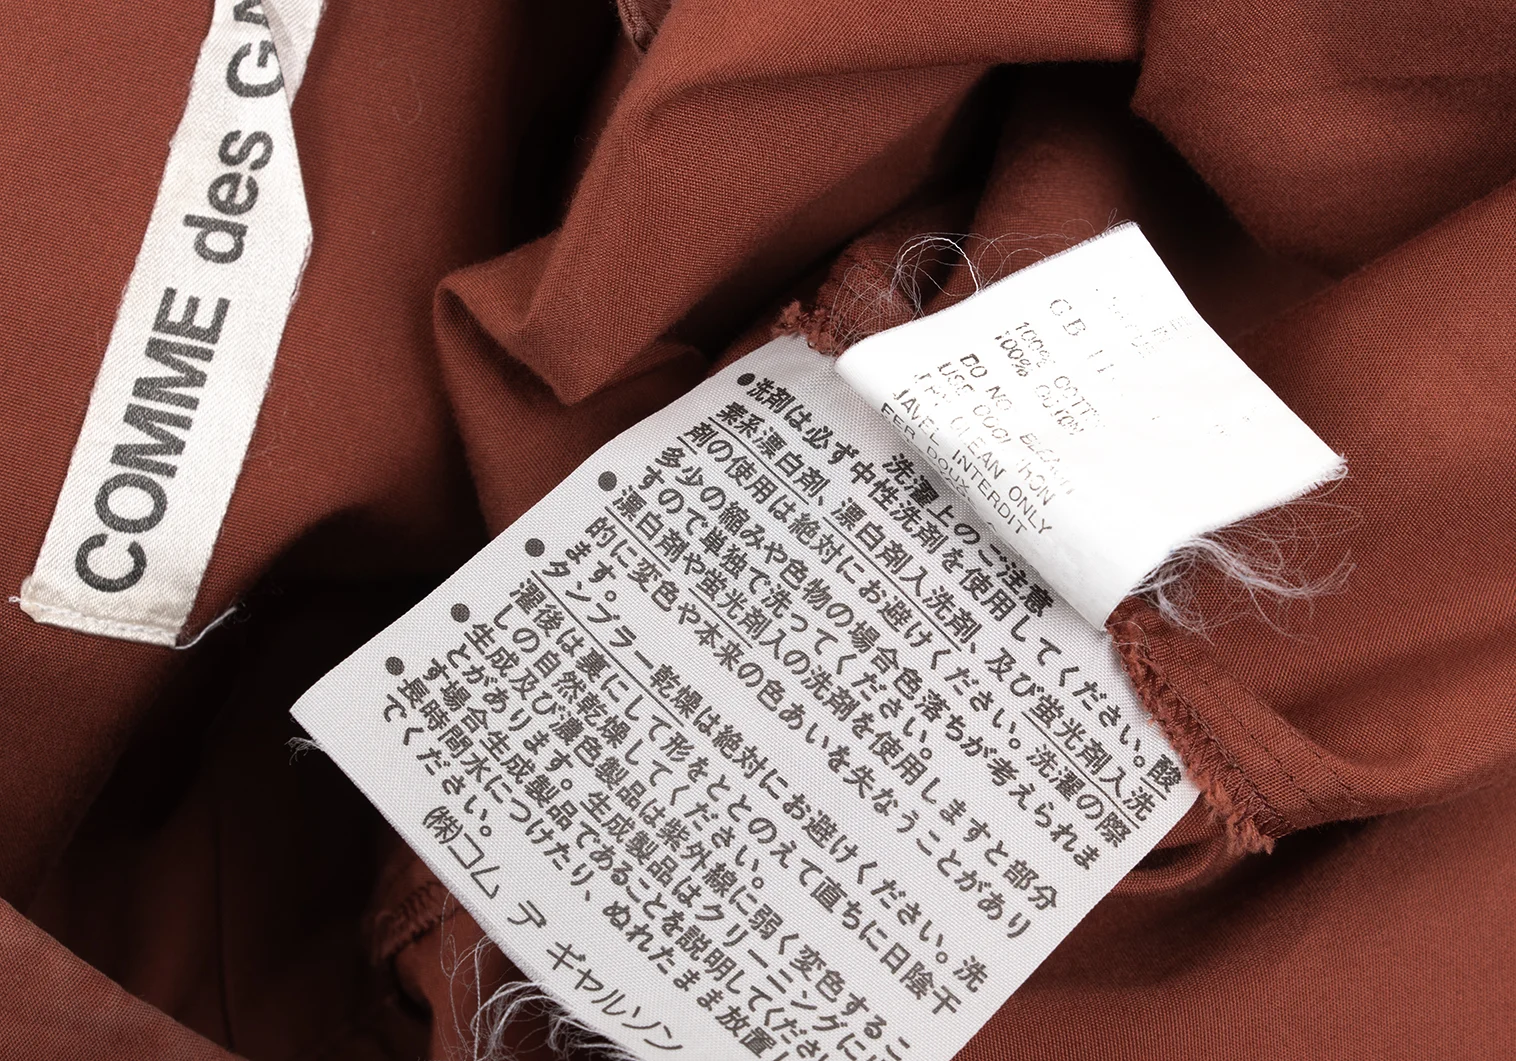 COMME des GA
100% COTTON
100% COTON
DRY CLEAN ONLY
JAVEL INTERDIT
洗濯上のご注意
●洗剤は必ず中性洗剤を使用してください。酸
素系漂白剤、漂白剤入洗剤、及び蛍光剤入洗
剤の使用は絶対にお避けください。洗濯の際
多少の縮みや色物の場合色落ちが考えられま
すので単独で洗ってください。
●漂白剤や蛍光剤入の洗剤を使用しますと部分
的に変色や本来の色あいを失なうことがあり
ます。
●タンブラー乾燥は絶対にお避けください。洗
濯後は裏にして形をととのえて直ちに日陰干
しの自然乾燥してください。
●生成及び濃色製品は紫外線に弱く変色するこ
とがあります。生成製品はクリーニングに
す場合生成製品であることを説明してくださ
●長時間水につけたり、ぬれたまま放置
でください。
㈱コム デ ギャルソン